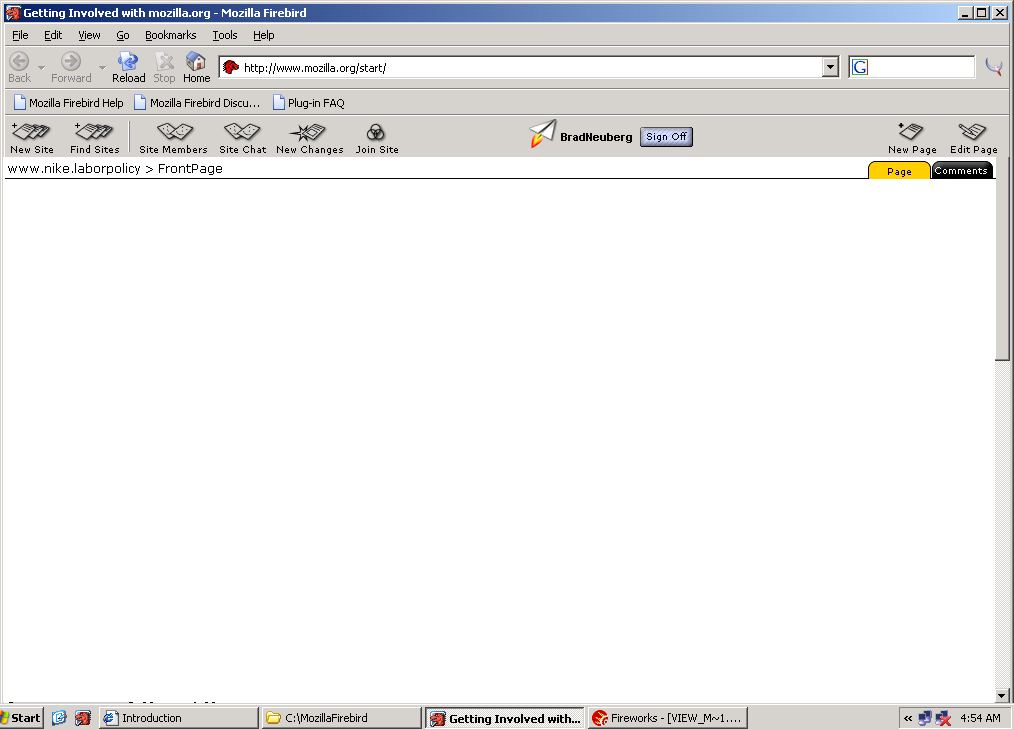 Getting Involved with mozilla.org - Mozilla Firebird
File Edit View Go Bookmarks Tools Help
Back Forward Reload Stop Home http://www.mozilla.org/start/ G
Mozilla Firebird Help Mozilla Firebird Discu... Plug-in FAQ
New Site Find Sites Site Members Site Chat New Changes Join Site BradNeuberg Sign Off New Page Edit Page
www.nike.laborpolicy > FrontPage Page Comments
Start Introduction C:\MozillaFirebird Getting Involved with... Fireworks - [VIEW_M~1.... « 4:54 AM